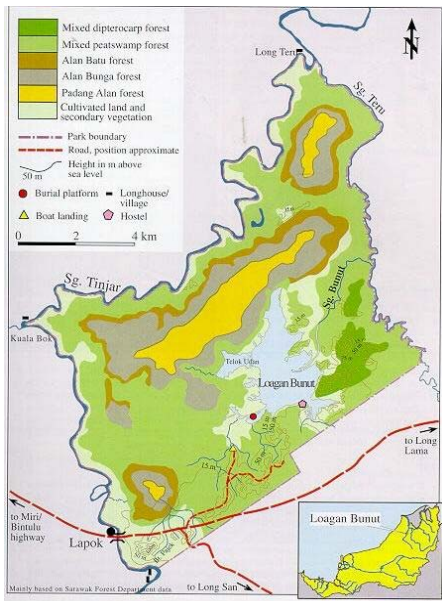 Mixed dipterocarp forest
Mixed peatswamp forest
Alan Batu forest
Alan Bunga forest
Padang Alan forest
Cultivated land and
secondary vegetation
Park boundary
Road, position approximate
Height in m above
sea level
50 m
Burial platform
Longhouse/
village
Boat landing
Hostel
0 2 4 km
N
Long Teru
Sg. Teru
Sg. Tinjar
Sg. Bunut
Kuala Bok
Loagan Bunut
15 m
50 m
15 m
50 m
to Long
Lama
to Miri/
Bintulu
highway
Lapok
to Long San
Loagan Bunut
Mainly based on Sarawak Forest Department data